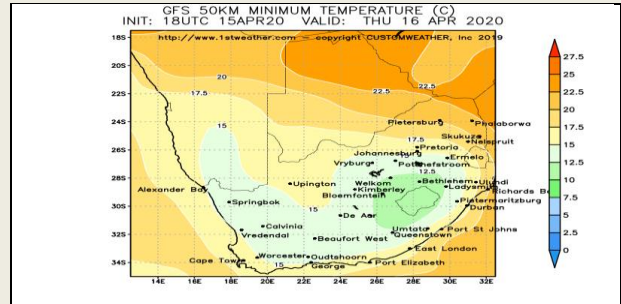 GFS 50KM MINIMUM TEMPERATURE (C)
INIT: 18UTC 15APR20 VALID: THU 16 APR 2020
http://www.1stweather.com – copyright CUSTOMWEATHER, Inc 2019
18S
20S
22S
24S
26S
28S
30S
32S
34S
20
17.5
15
22.5
22.5
17.5
12.5
15
15
15
Pietersburg
Phalaborwa
Skukuza
Nelspruit
Pretoria
Johannesburg
Ermelo
Vryburg
Potchefstroom
Welkom
Bethlehem
Ulundi
Kimberley
Ladysmith
Richards B
Bloemfontein
Pietermaritzburg
Durban
Alexander Bay
Upington
Springbok
De Aar
Umtata
Port St Johns
Queenstown
Calvinia
Vredendal
Beaufort West
East London
Worcester
Oudtshoorn
Cape Town
George
Port Elizabeth
16E
18E
20E
22E
24E
26E
28E
30E
32E
27.5
25
22.5
20
17.5
15
12.5
10
7.5
5
2.5
0